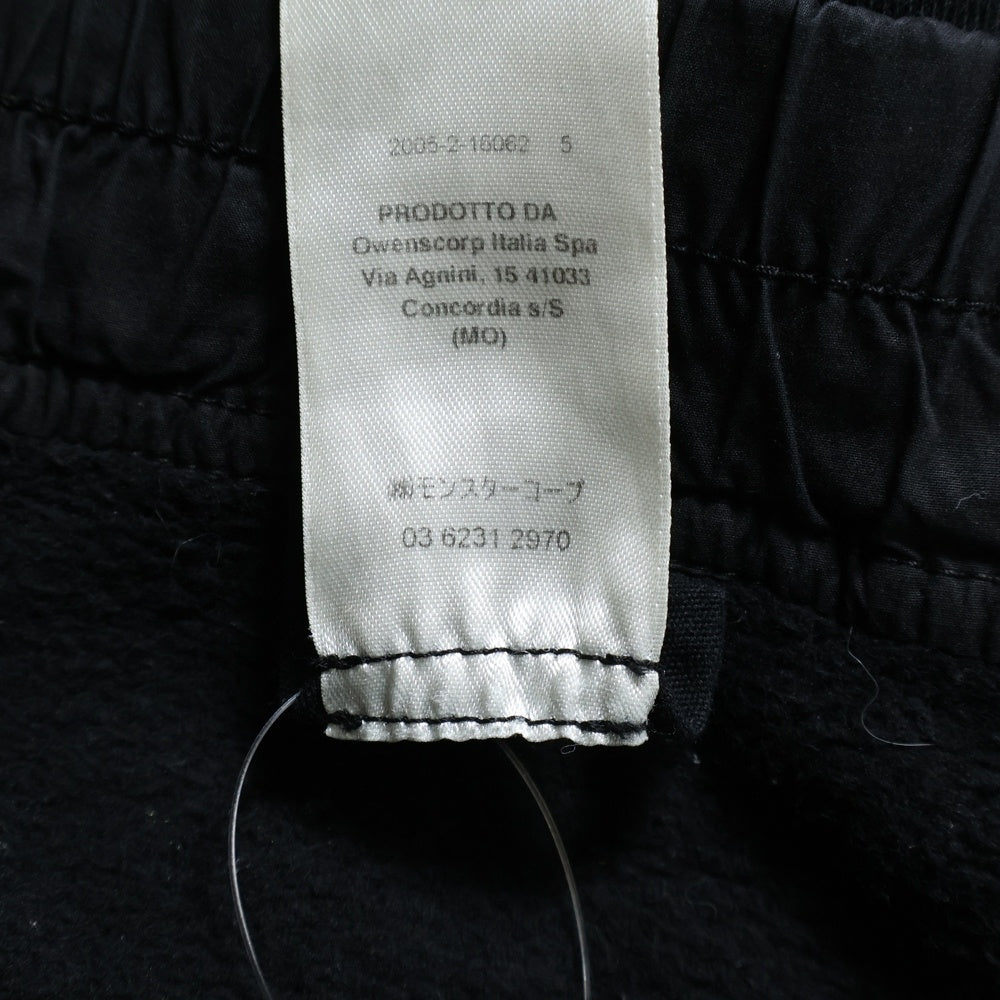 2005-2-16062 5
PRODOTTO DA
Owenscorp Italia Spa
Via Agnini, 15 41033
Concordia s/S
(MO)
㈱モンスターコープ
03 6231 2970